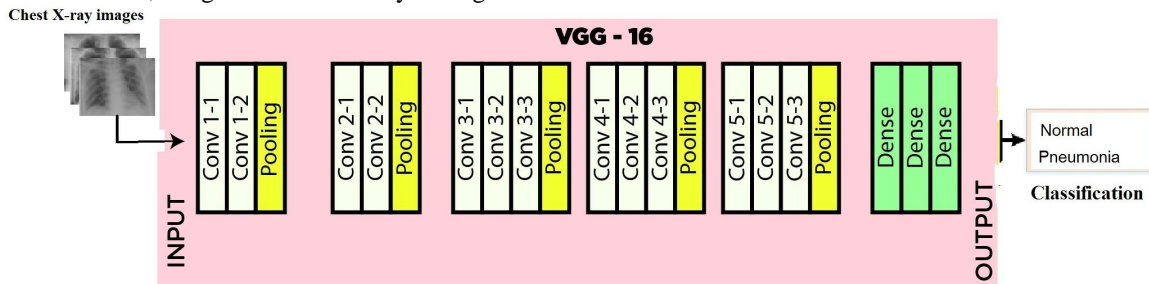 Chest X-ray images
VGG - 16
INPUT
Conv 1-1
Conv 1-2
Pooling
Conv 2-1
Conv 2-2
Pooling
Conv 3-1
Conv 3-2
Conv 3-3
Pooling
Conv 4-1
Conv 4-2
Conv 4-3
Pooling
Conv 5-1
Conv 5-2
Conv 5-3
Pooling
Dense
Dense
Dense
OUTPUT
Normal
Pneumonia
Classification